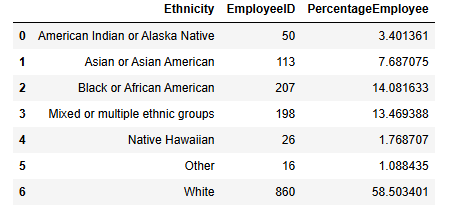 Ethnicity EmployeeID PercentageEmployee
0 American Indian or Alaska Native 50 3.401361
1 Asian or Asian American 113 7.687075
2 Black or African American 207 14.081633
3 Mixed or multiple ethnic groups 198 13.469388
4 Native Hawaiian 26 1.768707
5 Other 16 1.088435
6 White 860 58.503401